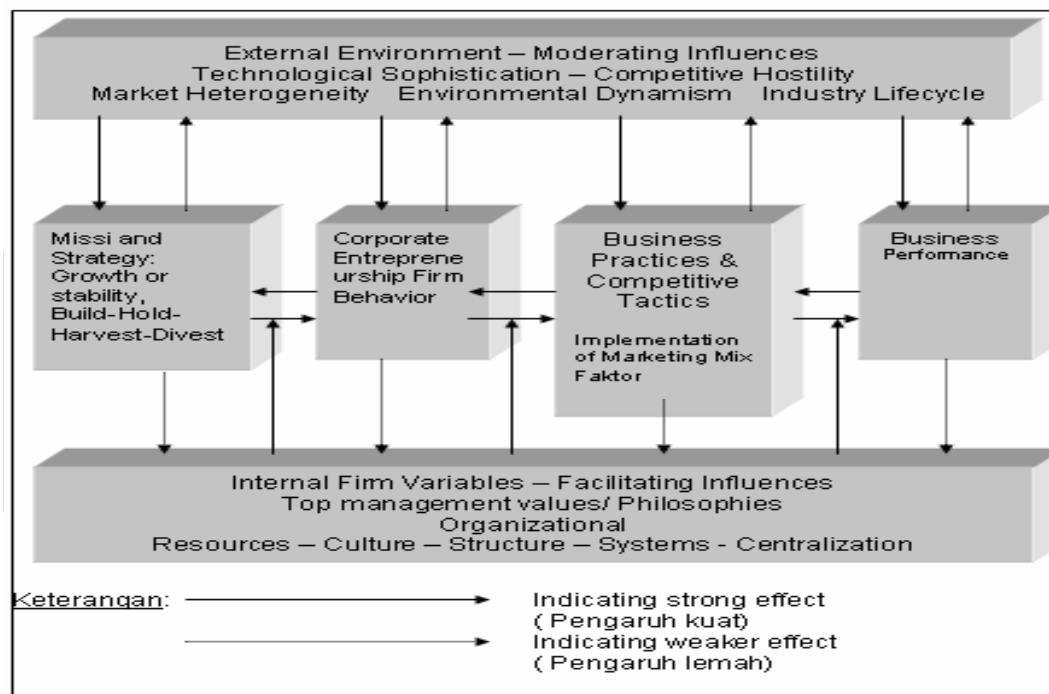 External Environment – Moderating Influences
Technological Sophistication – Competitive Hostility
Market Heterogeneity Environmental Dynamism Industry Lifecycle
Missi and
Strategy:
Growth or
stability,
Build-Hold-
Harvest-Divest
Corporate
Entreprene
urship Firm
Behavior
Business
Practices &
Competitive
Tactics
Implementation
of Marketing Mix
Faktor
Business
Performance
Internal Firm Variables – Facilitating Influences
Top management values/ Philosophies
Organizational
Resources – Culture – Structure – Systems - Centralization
Keterangan:
Indicating strong effect
( Pengaruh kuat)
Indicating weaker effect
( Pengaruh lemah)